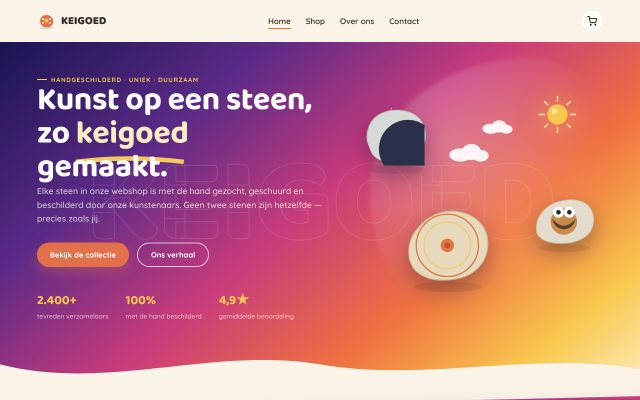 KEIGOED
Home
Shop
Over ons
Contact
HANDGESCHILDERD · UNIEK · DUURZAAM
Kunst op een steen,
zo keigoed
gemaakt.
KEIGOED
Elke steen in onze webshop is met de hand gezocht, geschuurd en
beschilderd door onze kunstenaars. Geen twee stenen zijn hetzelfde —
precies zoals jij.
Bekijk de collectie
Ons verhaal
2.400+
100%
4,9★
tevreden verzamelaars
met de hand beschilderd
gemiddelde beoordeling